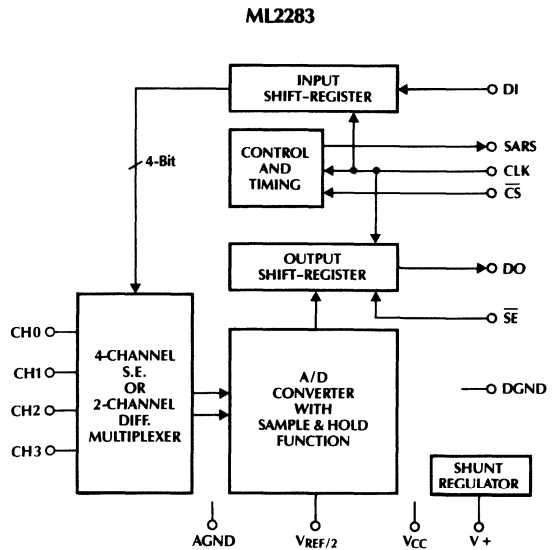 ML2283
INPUT
SHIFT-REGISTER
DI
4-Bit
CONTROL
AND
TIMING
SARS
CLK
C̅S̅
OUTPUT
SHIFT-REGISTER
DO
S̅E̅
CH0
CH1
CH2
CH3
4-CHANNEL
S.E.
OR
2-CHANNEL
DIFF.
MULTIPLEXER
A/D
CONVERTER
WITH
SAMPLE & HOLD
FUNCTION
DGND
SHUNT
REGULATOR
AGND
VREF/2
VCC
V +